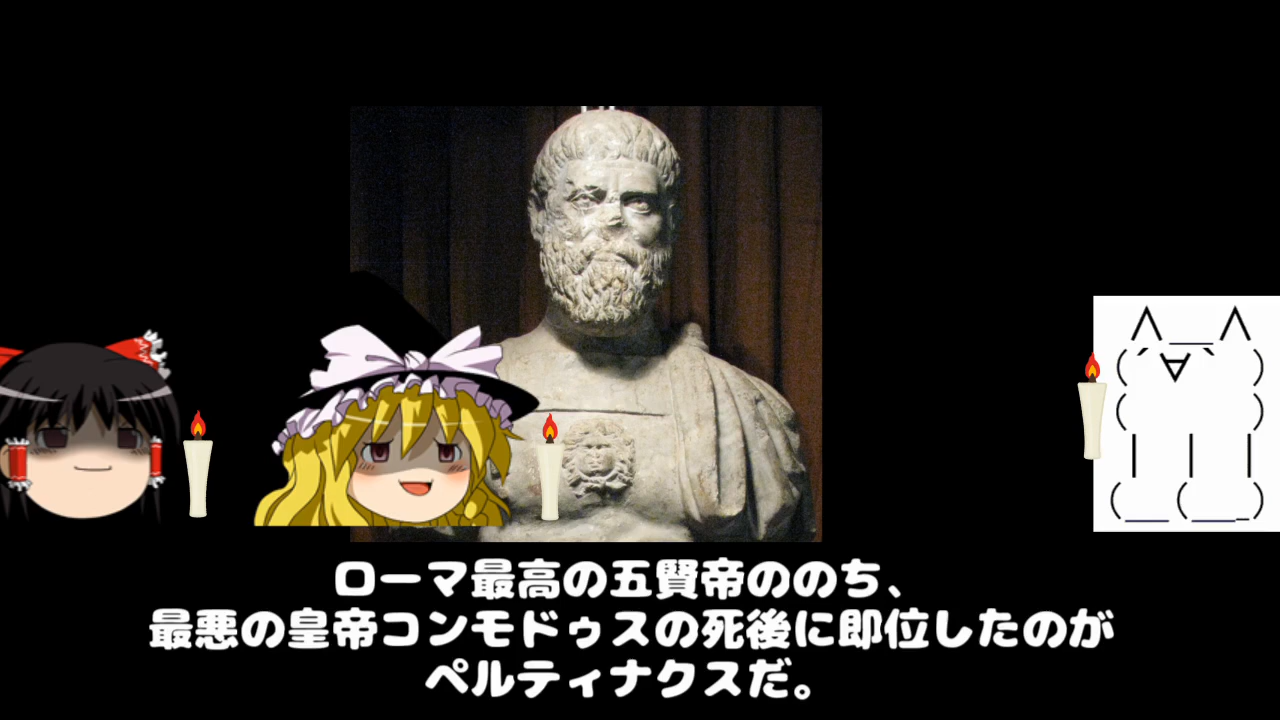 ローマ最高の五賢帝ののち、
最悪の皇帝コンモドゥスの死後に即位したのが
ペルティナクスだ。